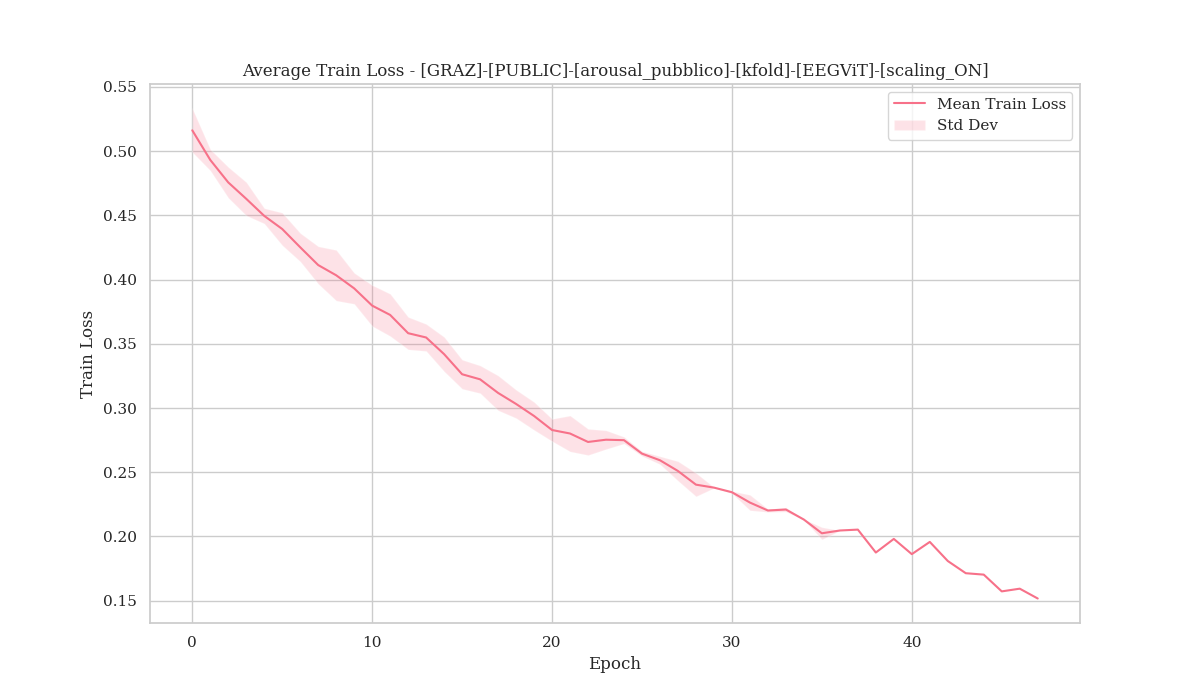 Average Train Loss - [GRAZ]-[PUBLIC]-[arousal_pubblico]-[kfold]-[EEGViT]-[scaling_ON]
Mean Train Loss
Std Dev
Train Loss
0.55
0.50
0.45
0.40
0.35
0.30
0.25
0.20
0.15
0 10 20 30 40
Epoch